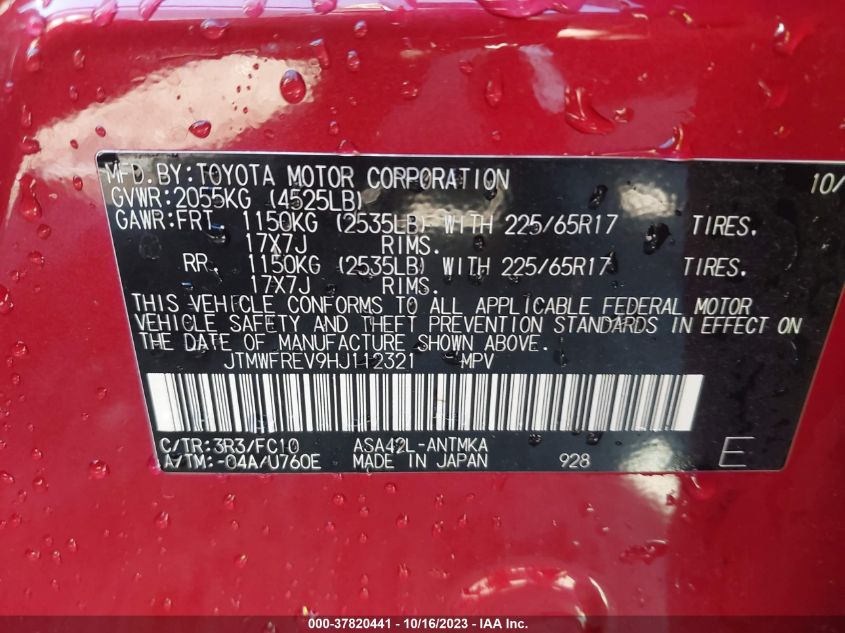 MFD.BY:TOYOTA MOTOR CORPORATION 10/
GVWR:2055KG (4525LB)
GAWR:FRT. 1150KG (2535LB) WITH 225/65R17 TIRES.
17X7J RIMS.
RR. 1150KG (2535LB) WITH 225/65R17 TIRES.
17X7J RIMS.
THIS VEHICLE CONFORMS TO ALL APPLICABLE FEDERAL MOTOR
VEHICLE SAFETY AND THEFT PREVENTION STANDARDS IN EFFECT ON
THE DATE OF MANUFACTURE SHOWN ABOVE.
JTMWFREV9HJ112321 MPV
C/TR:3R3/FC10 ASA42L-ANTMKA
A/TM:-04A/U760E MADE IN JAPAN 928 E
000-37820441 - 10/16/2023 - IAA Inc.